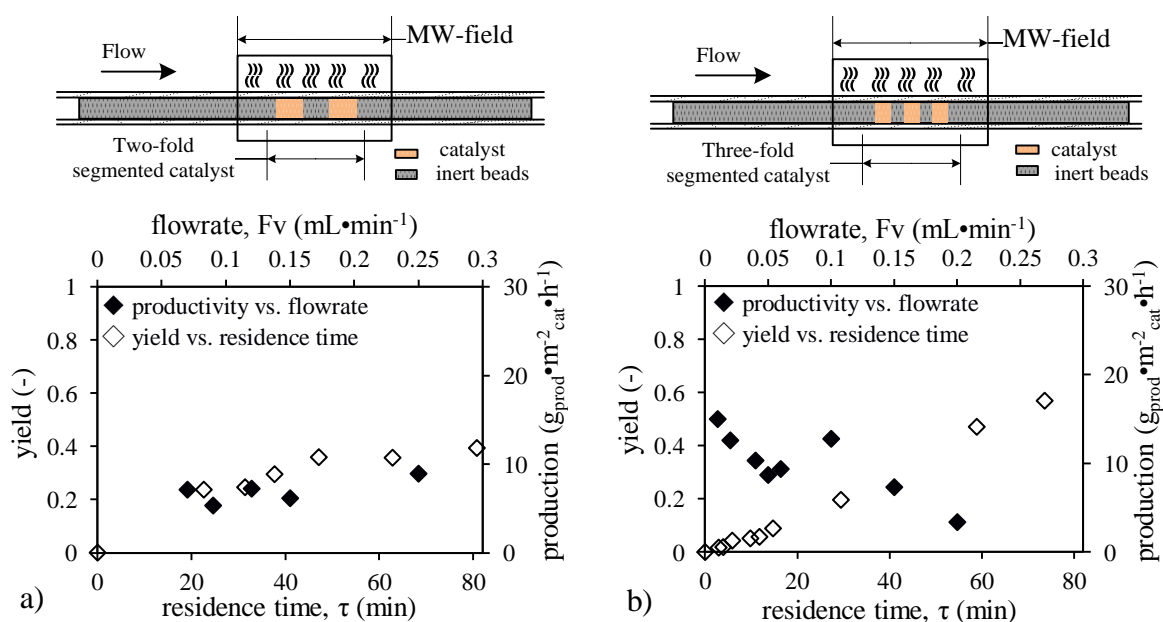 MW-field
Flow
Two-fold
segmented catalyst
catalyst
inert beads
flowrate, Fv (mL•min-1)
0 0.05 0.1 0.15 0.2 0.25 0.3
1
0.8
0.6
0.4
0.2
0
yield (-)
productivity vs. flowrate
yield vs. residence time
30
20
10
0
production (gprod•m-2cat•h-1)
0 20 40 60 80
residence time, τ (min)
a)
MW-field
Flow
Three-fold
segmented catalyst
catalyst
inert beads
flowrate, Fv (mL•min-1)
0 0.05 0.1 0.15 0.2 0.25 0.3
1
0.8
0.6
0.4
0.2
0
yield (-)
productivity vs. flowrate
yield vs. residence time
30
20
10
0
production (gprod•m-2cat•h-1)
0 20 40 60 80
residence time, τ (min)
b)